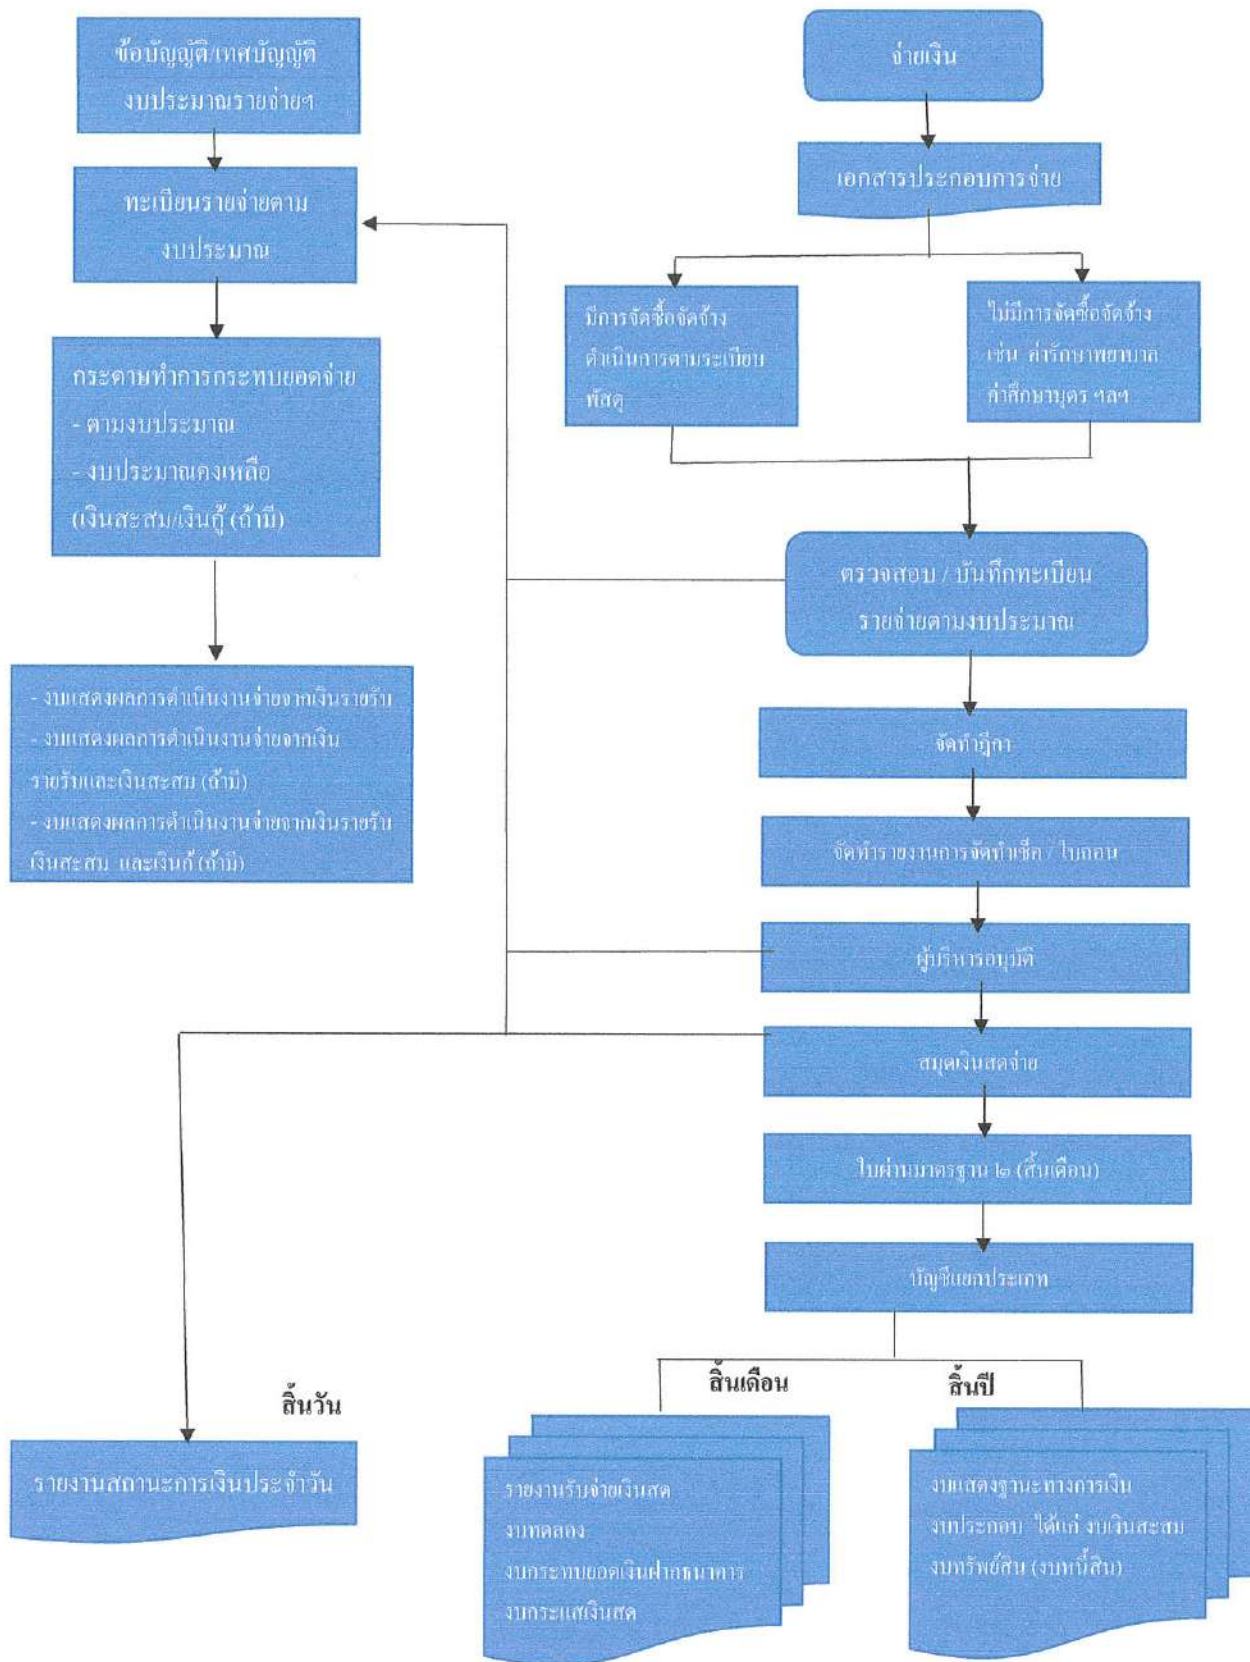 ข้อบัญญัติ/เทศบัญญัติ
งบประมาณรายจ่ายฯ
ทะเบียนรายจ่ายตาม
งบประมาณ
กระดาษทำการกระทบยอดจ่าย
- ตามงบประมาณ
- งบประมาณคงเหลือ
(เงินสะสม/เงินกู้ (ถ้ามี)
- งบแสดงผลการดำเนินงานจ่ายจากเงินรายรับ
- งบแสดงผลการดำเนินงานจ่ายจากเงิน
รายรับและเงินสะสม (ถ้ามี)
- งบแสดงผลการดำเนินงานจ่ายจากเงินรายรับ
เงินสะสม และเงินกู้ (ถ้ามี)
จ่ายเงิน
เอกสารประกอบการจ่าย
มีการจัดซื้อจัดจ้าง
ดำเนินการตามระเบียบ
พัสดุ
ไม่มีการจัดซื้อจัดจ้าง
เช่น ค่ารักษาพยาบาล
ค่าศึกษาบุตร ฯลฯ
ตรวจสอบ / บันทึกทะเบียน
รายจ่ายตามงบประมาณ
จัดทำฎีกา
จัดทำรายงานการจัดทำเช็ค / ใบถอน
ผู้บริหารอนุมัติ
สมุดเงินสดจ่าย
ใบผ่านมาตรฐาน ๒ (สิ้นเดือน)
บัญชีแยกประเภท
สิ้นวัน
รายงานสถานะการเงินประจำวัน
สิ้นเดือน
รายงานรับจ่ายเงินสด
งบทดลอง
งบกระทบยอดเงินฝากธนาคาร
งบกระแสเงินสด
สิ้นปี
งบแสดงฐานะทางการเงิน
งบประกอบ ได้แก่ งบเงินสะสม
งบทรัพย์สิน (งบหนี้สิน)